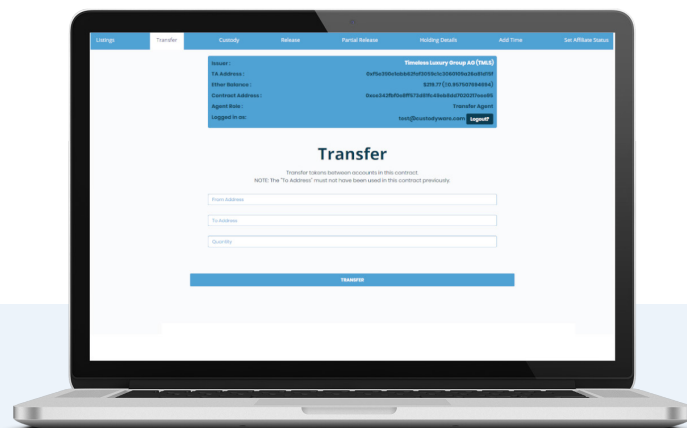 Listings Transfer Custody Release Partial Release Holding Details Add Time Set Affiliate Status
Issuer : Timeless Luxury Group AG (TMLS)
TA Address :
Ether Balance :
Contract Address :
Agent Role : Transfer Agent
Logged in as: Logout?
Transfer
Transfer tokens between accounts in this contract
NOTE: The "To Address" must not have been used in this contract previously.
From Address
To Address
Quantity
TRANSFER